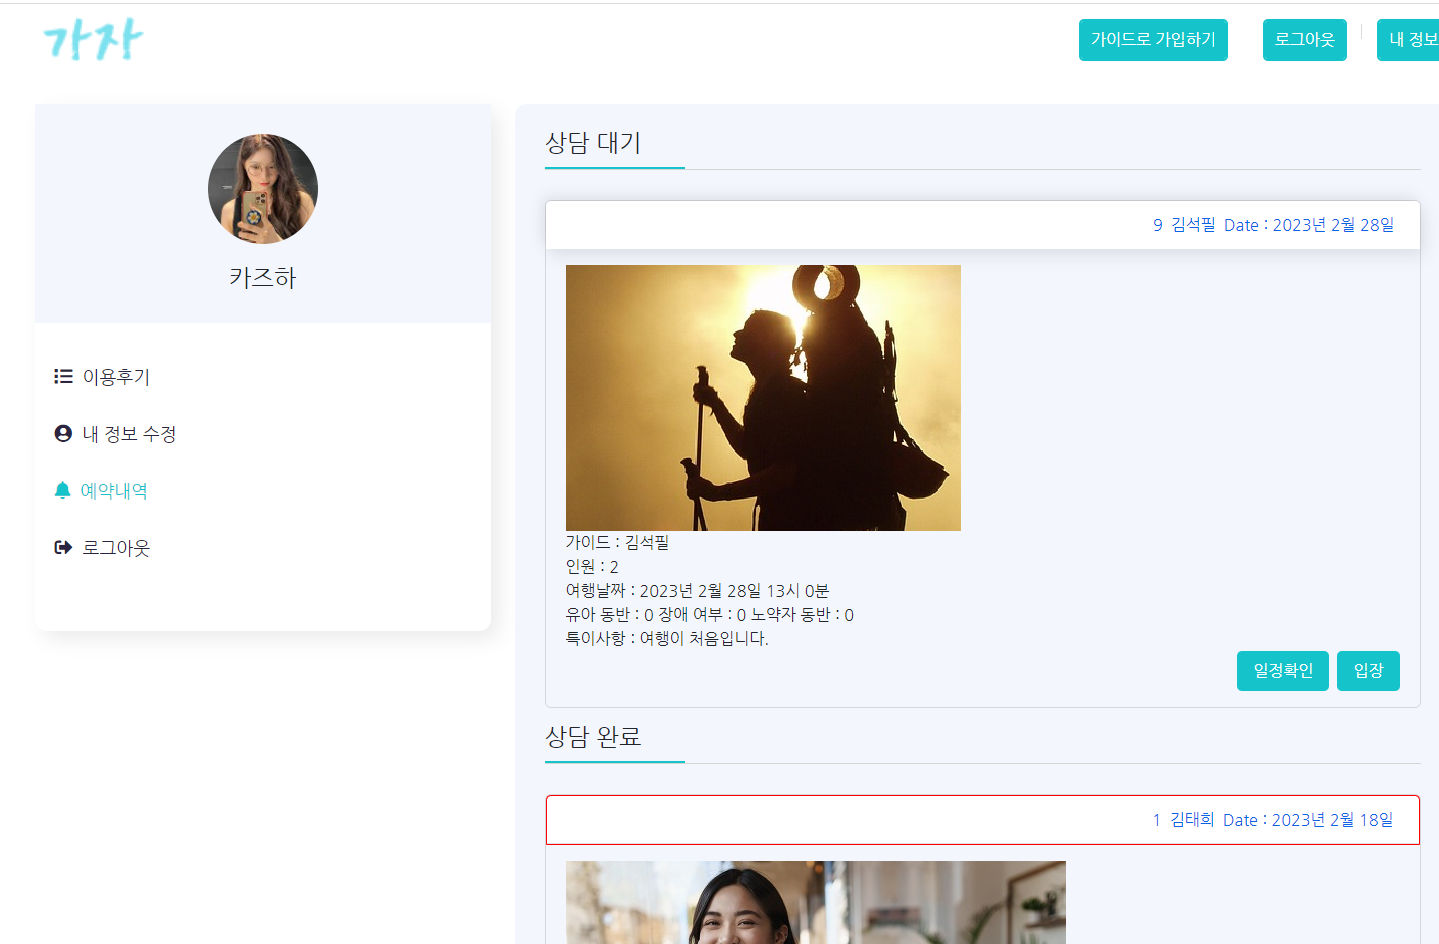 가자
가이드로 가입하기
로그아웃
내 정보
카즈하
이용후기
내 정보 수정
예약내역
로그아웃
상담 대기
9 김석필 Date : 2023년 2월 28일
가이드 : 김석필
인원 : 2
여행날짜 : 2023년 2월 28일 13시 0분
유아 동반 : 0 장애 여부 : 0 노약자 동반 : 0
특이사항 : 여행이 처음입니다.
일정확인
입장
상담 완료
1 김태희 Date : 2023년 2월 18일